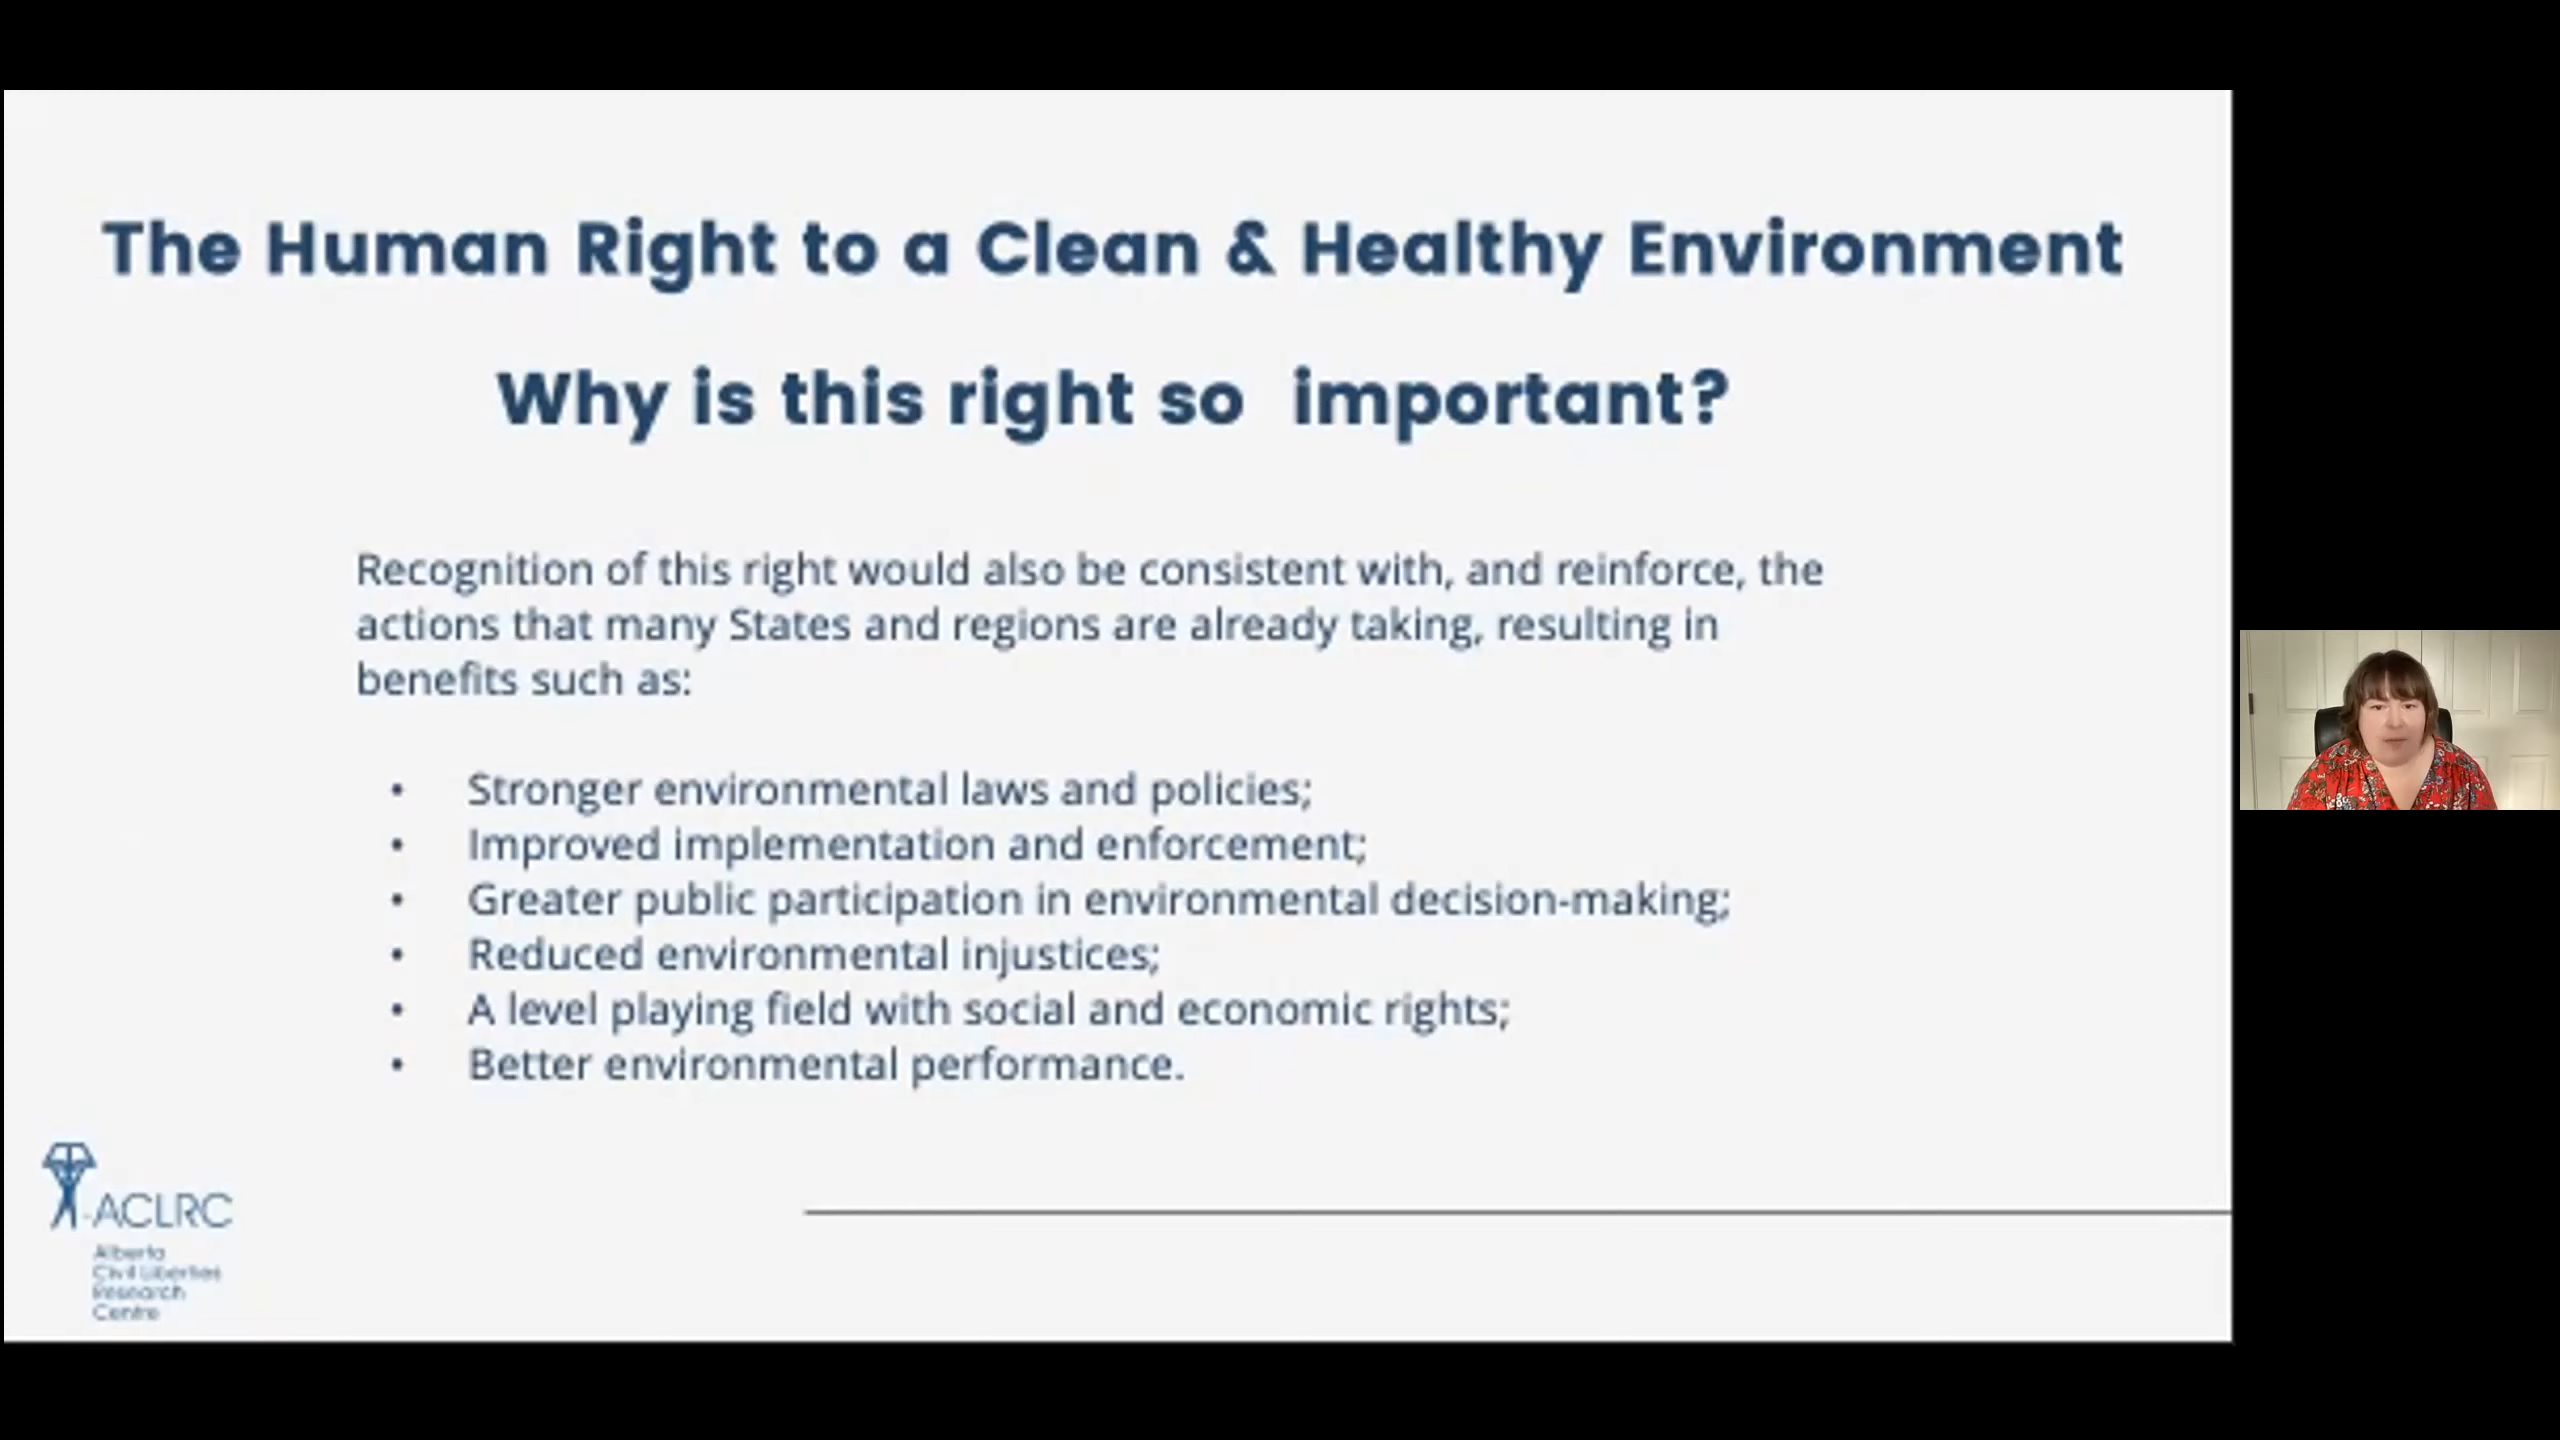 The Human Right to a Clean & Healthy Environment
Why is this right so important?
Recognition of this right would also be consistent with, and reinforce, the
actions that many States and regions are already taking, resulting in
benefits such as:
• Stronger environmental laws and policies;
• Improved implementation and enforcement;
• Greater public participation in environmental decision-making;
• Reduced environmental injustices;
• A level playing field with social and economic rights;
• Better environmental performance.
ACLRC
Alberta
Civil Liberties
Research
Centre